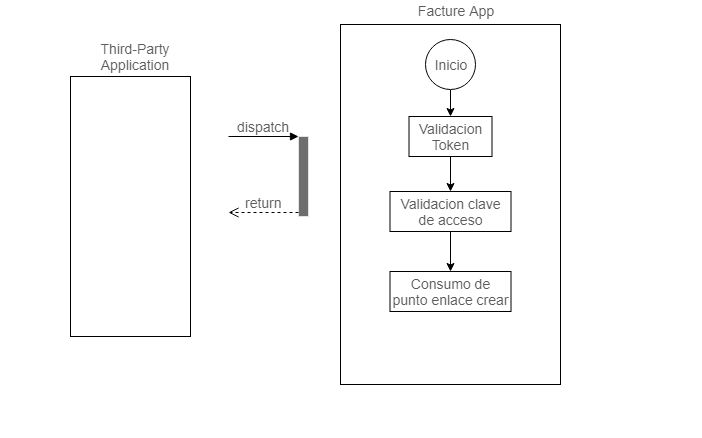 Facture App
Third-Party
Application
Inicio
dispatch
Validacion
Token
return
Validacion clave
de acceso
Consumo de
punto enlace crear